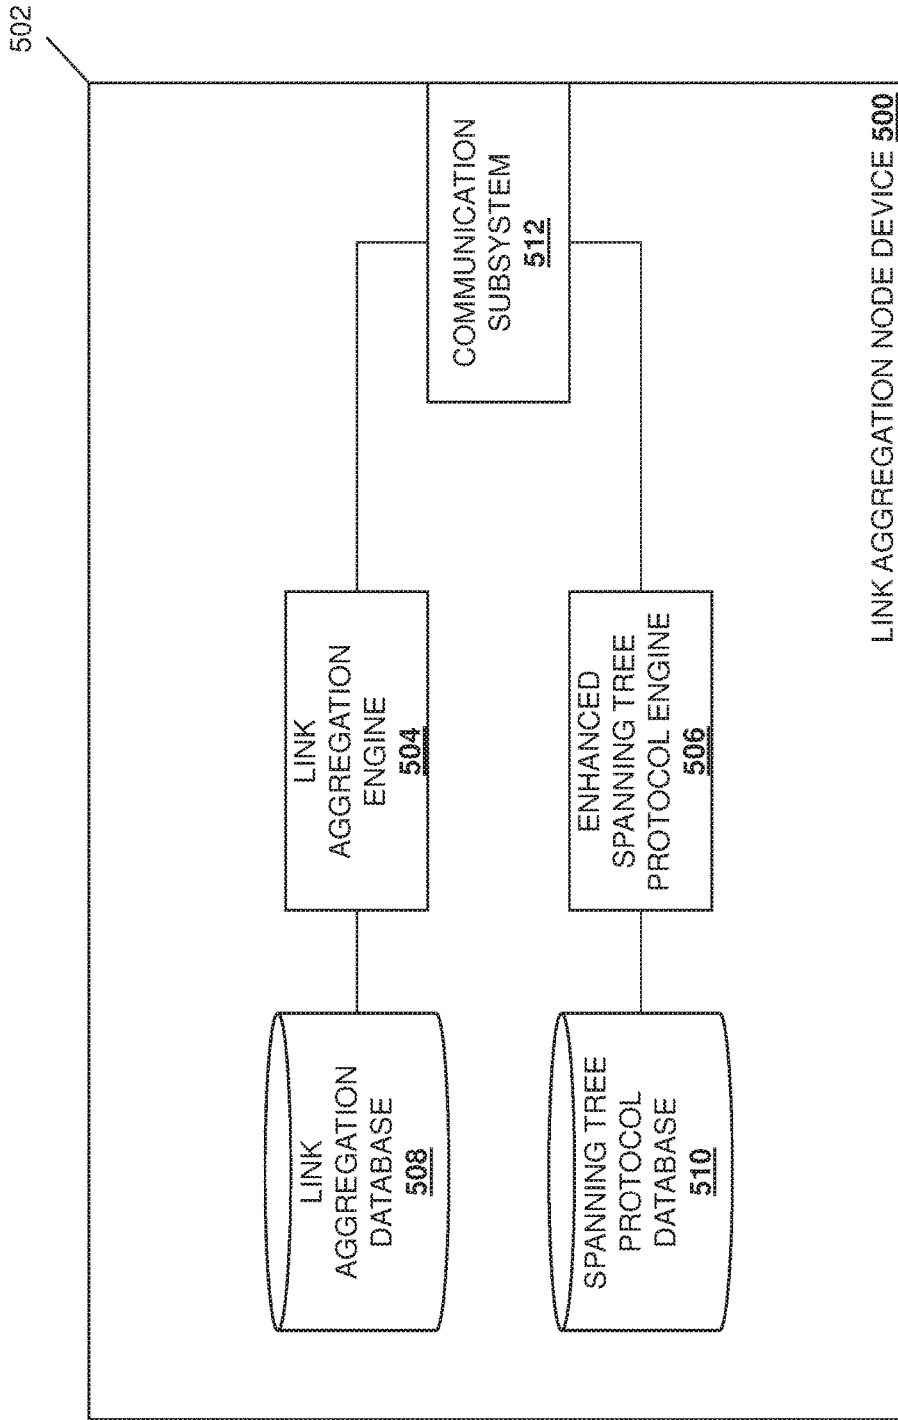 502
COMMUNICATION
SUBSYSTEM
512
LINK
AGGREGATION
ENGINE
504
ENHANCED
SPANNING TREE
PROTOCOL ENGINE
506
LINK
AGGREGATION
DATABASE
508
SPANNING TREE
PROTOCOL
DATABASE
510
LINK AGGREGATION NODE DEVICE 500